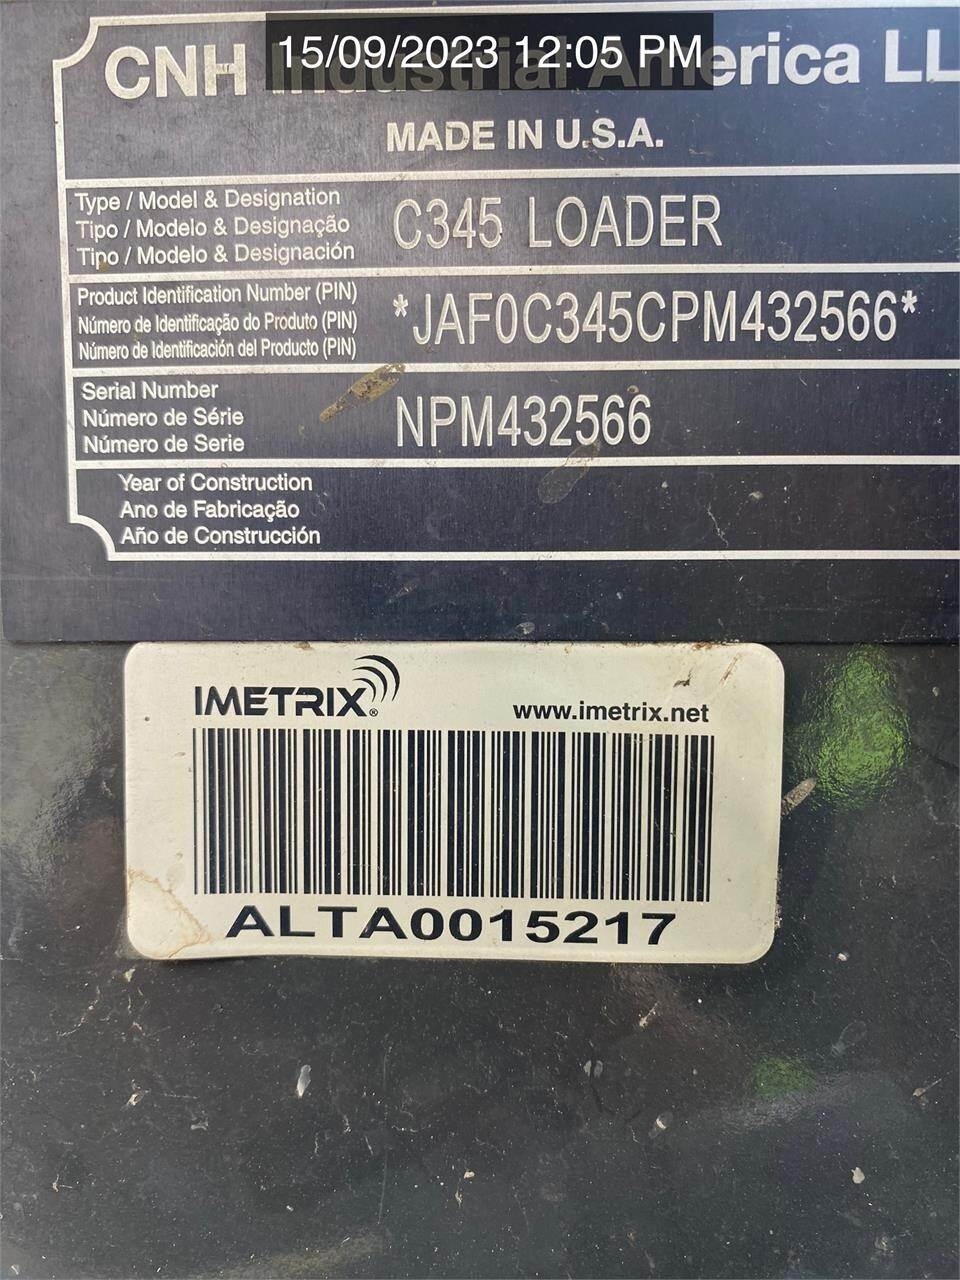 15/09/2023 12:05 PM
CNH Industrial America LL
MADE IN U.S.A.
Type / Model & Designation
Tipo / Modelo & Designação
Tipo / Modelo & Designación
C345 LOADER
Product Identification Number (PIN)
Número de Identificação do Produto (PIN)
Número de Identificación del Producto (PIN)
*JAF0C345CPM432566*
Serial Number
Número de Série
Número de Serie
NPM432566
Year of Construction
Ano de Fabricação
Año de Construcción
IMETRIX®
www.imetrix.net
ALTA0015217